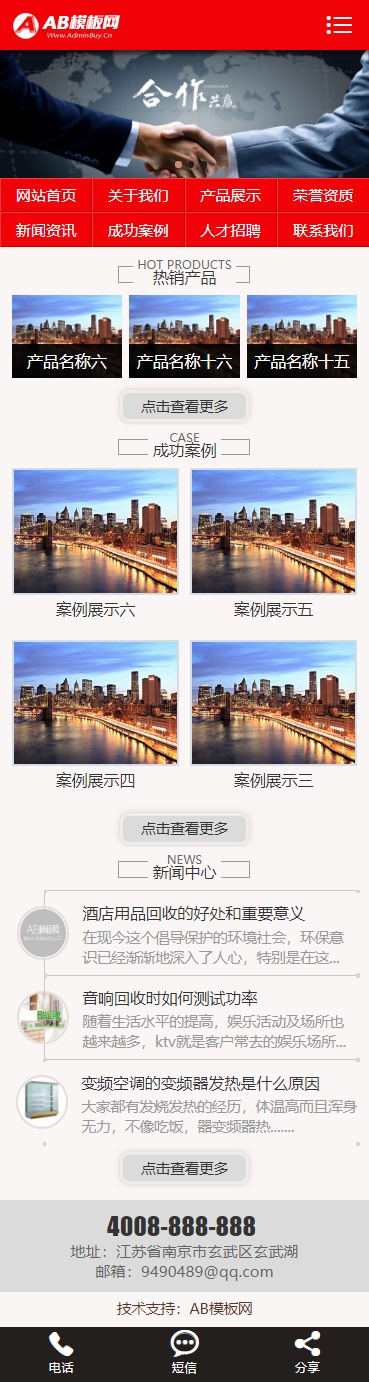 AB模板网
Www.AdminBuy.Cn
合作共赢
网站首页 关于我们 产品展示 荣誉资质
新闻资讯 成功案例 人才招聘 联系我们
HOT PRODUCTS
热销产品
产品名称六 产品名称十六 产品名称十五
点击查看更多
CASE
成功案例
案例展示六 案例展示五
案例展示四 案例展示三
点击查看更多
NEWS
新闻中心
AB模板网
酒店用品回收的好处和重要意义
在现今这个倡导保护的环境社会，环保意
识已经渐渐地深入了人心，特别是在这...
音响回收时如何测试功率
随着生活水平的提高，娱乐活动及场所也
越来越多，ktv就是客户常去的娱乐场所...
变频空调的变频器发热是什么原因
大家都有发烧发热的经历，体温高而且浑身
无力，不像吃饭，器变频器热.......
点击查看更多
4008-888-888
地址：江苏省南京市玄武区玄武湖
邮箱：9490489@qq.com
技术支持：AB模板网
电话 短信 分享